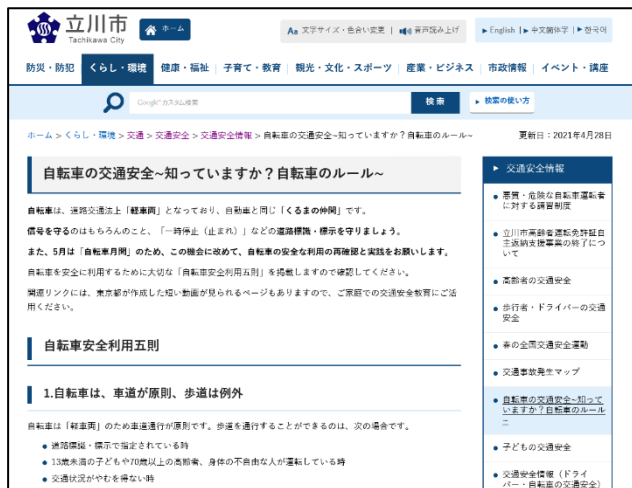 立川市
Tachikawa City
ホーム
Aa 文字サイズ・色合い変更 | 音声読み上げ
English | 中文簡体字 | 한국어
防災・防犯 くらし・環境 健康・福祉 子育て・教育 観光・文化・スポーツ 産業・ビジネス 市政情報 イベント・講座
Google カスタム検索
検索
検索の使い方
ホーム > くらし・環境 > 交通 > 交通安全 > 交通安全情報 > 自転車の交通安全~知っていますか?自転車のルール~
更新日:2021年4月28日
自転車の交通安全~知っていますか?自転車のルール~
自転車は、道路交通法上「軽車両」となっており、自動車と同じ「くるまの仲間」です。
信号を守るのはもちろんのこと、「一時停止(止まれ)」などの道路標識・標示を守りましょう。
また、5月は「自転車月間」のため、この機会に改めて、自転車の安全な利用の再確認と実践をお願いします。
自転車を安全に利用するために大切な「自転車安全利用五則」を掲載しますので確認してください。
関連リンクには、東京都が作成した短い動画が見られるページもありますので、ご家庭での交通安全教育にご活
用ください。
自転車安全利用五則
1.自転車は、車道が原則、歩道は例外
自転車は「軽車両」のため車道通行が原則です。歩道を通行することができるのは、次の場合です。
道路標識・標示で指定されている時
13歳未満の子どもや70歳以上の高齢者、身体の不自由な人が運転している時
交通状況がやむを得ない時
交通安全情報
悪質・危険な自転車運転者
に対する講習制度
立川市高齢者運転免許証自
主返納支援事業の終了につ
いて
高齢者の交通安全
歩行者・ドライバーの交通
安全
春の全国交通安全運動
交通事故発生マップ
自転車の交通安全~知って
いますか?自転車のルール
~
子どもの交通安全
交通安全情報(ドライ
バー・自転車の交通安全)